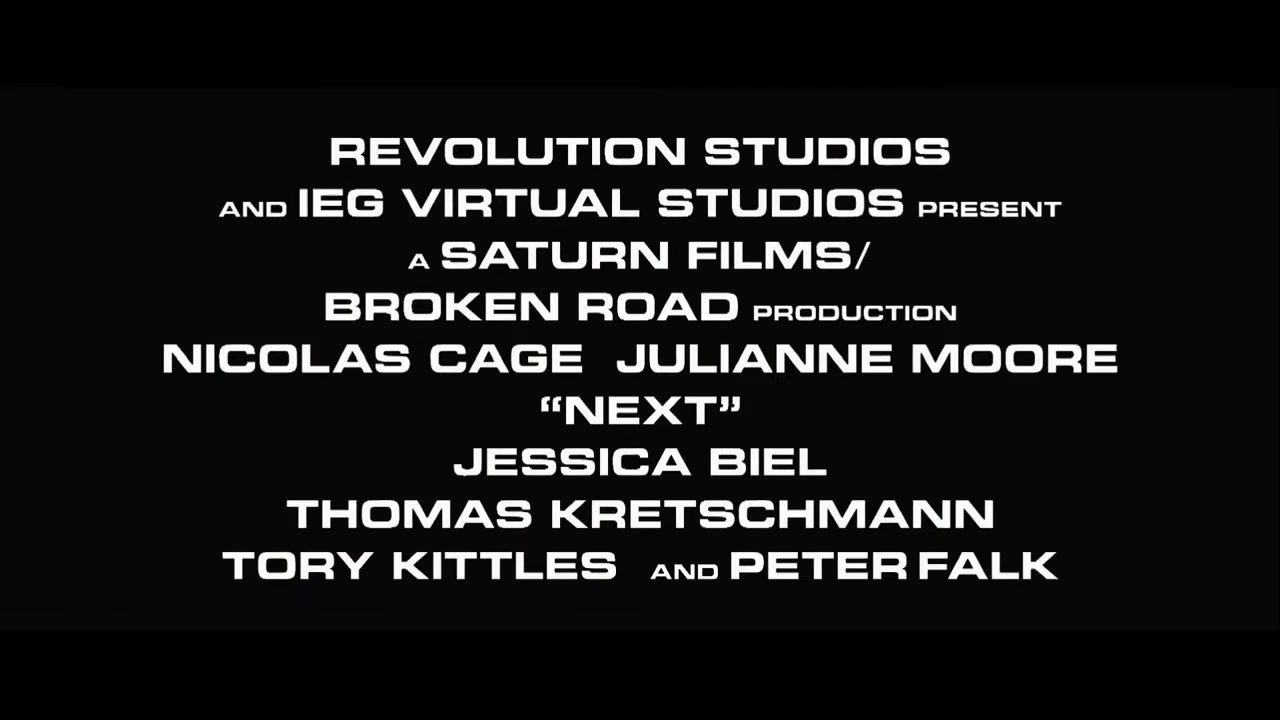 REVOLUTION STUDIOS
AND IEG VIRTUAL STUDIOS PRESENT
A SATURN FILMS/
BROKEN ROAD PRODUCTION
NICOLAS CAGE JULIANNE MOORE
“NEXT”
JESSICA BIEL
THOMAS KRETSCHMANN
TORY KITTLES AND PETER FALK